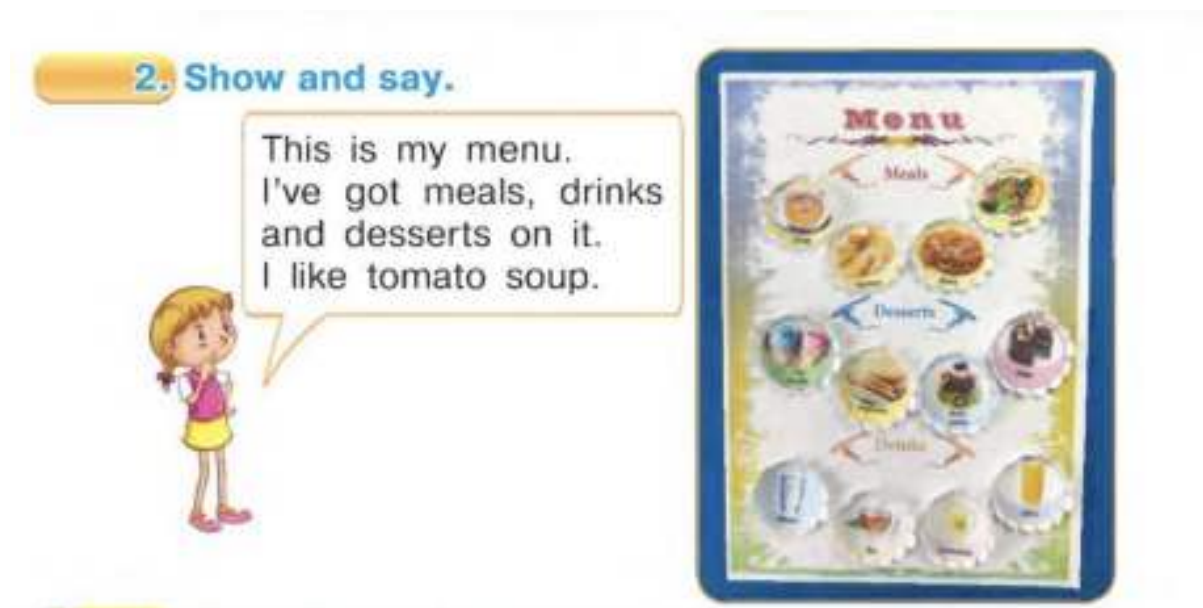 2. Show and say.
This is my menu.
I've got meals, drinks
and desserts on it.
I like tomato soup.
Menu
Meals
Desserts
Drinks